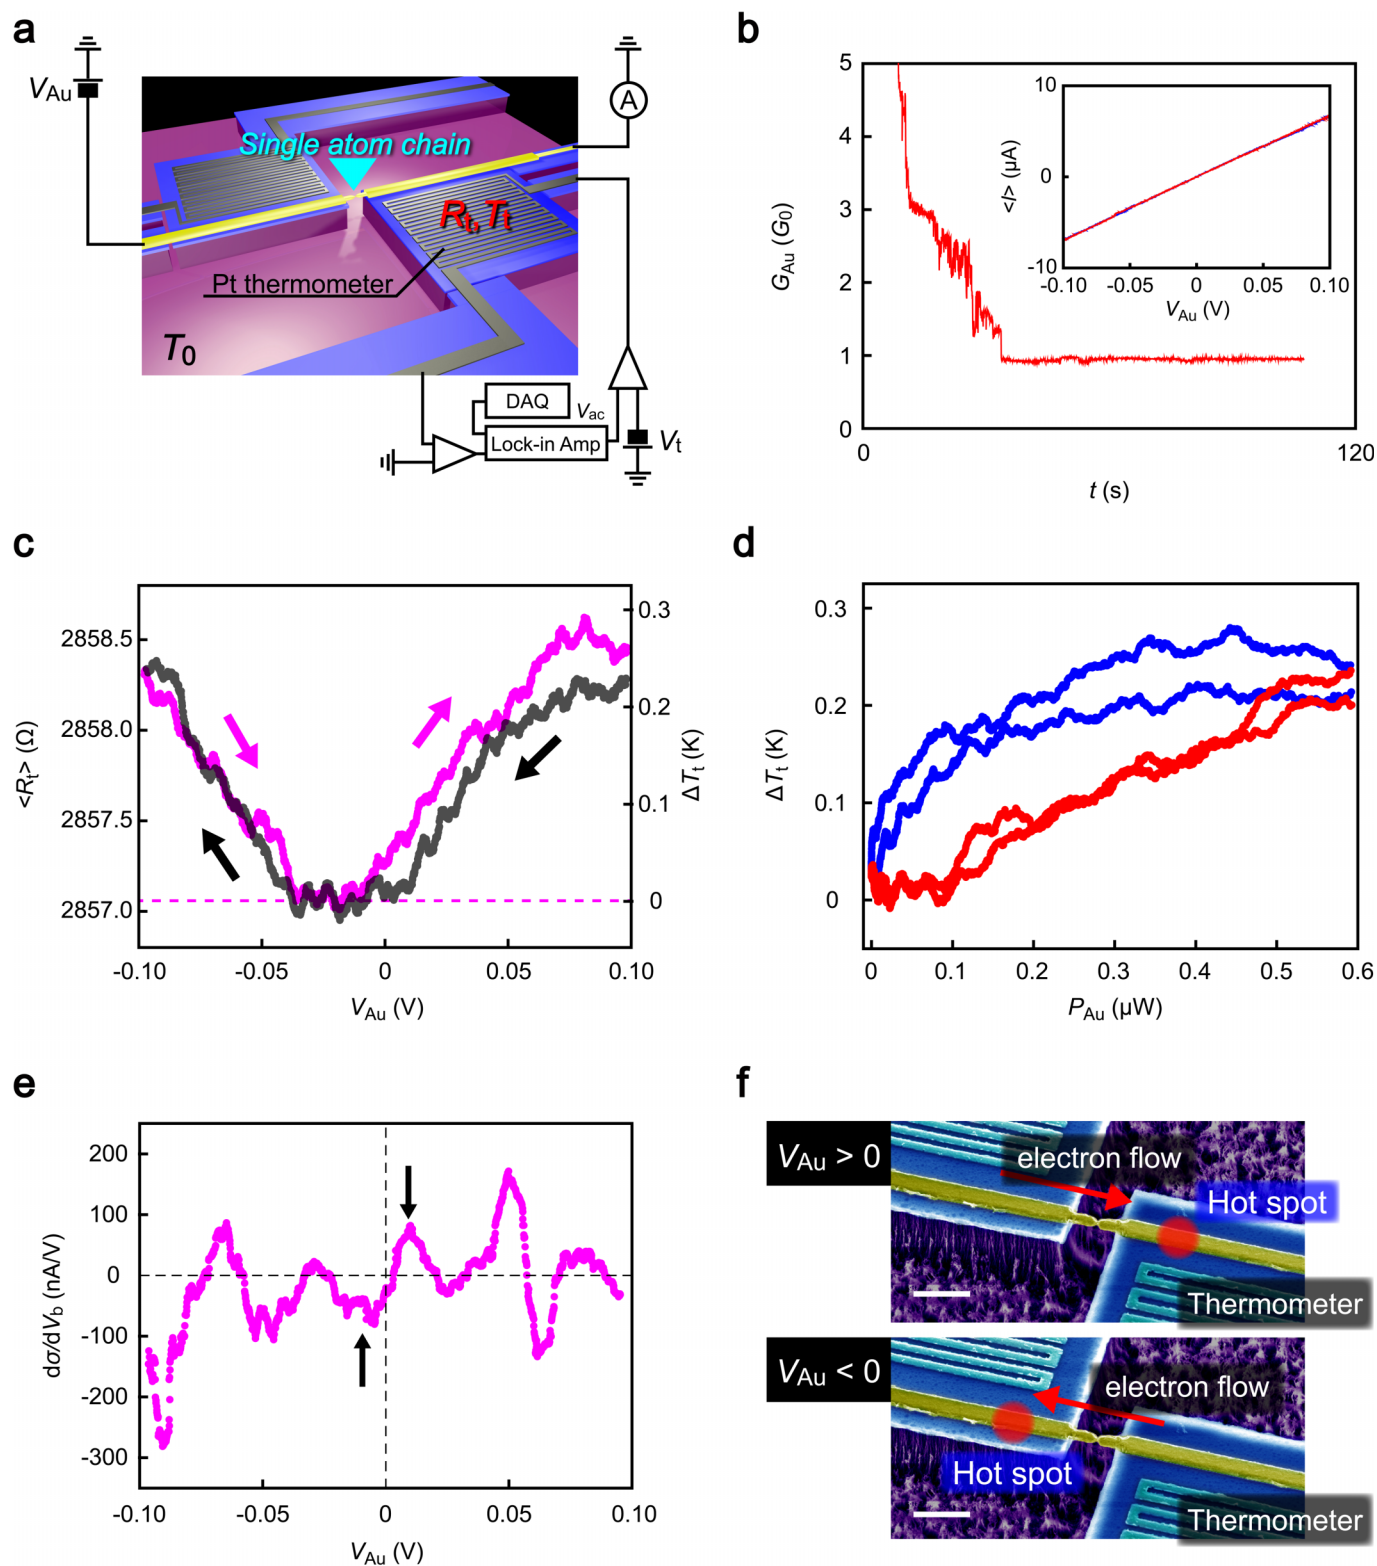 a
V_Au
A
Single atom chain
R_t, T_t
Pt thermometer
T_0
DAQ
V_ac
Lock-in Amp
V_t
b
5
4
3
2
1
0
G_Au (G_0)
0
120
t (s)
10
0
-10
<I> (µA)
-0.10
-0.05
0
0.05
0.10
V_Au (V)
c
2858.5
2858.0
2857.5
2857.0
<R_t> (Ω)
0.3
0.2
0.1
0
ΔT_t (K)
-0.10
-0.05
0
0.05
0.10
V_Au (V)
d
0.3
0.2
0.1
0
ΔT_t (K)
0
0.1
0.2
0.3
0.4
0.5
0.6
P_Au (µW)
e
200
100
0
-100
-200
-300
dσ/dV_b (nA/V)
-0.10
-0.05
0
0.05
0.10
V_Au (V)
f
V_Au > 0
electron flow
Hot spot
Thermometer
V_Au < 0
electron flow
Hot spot
Thermometer